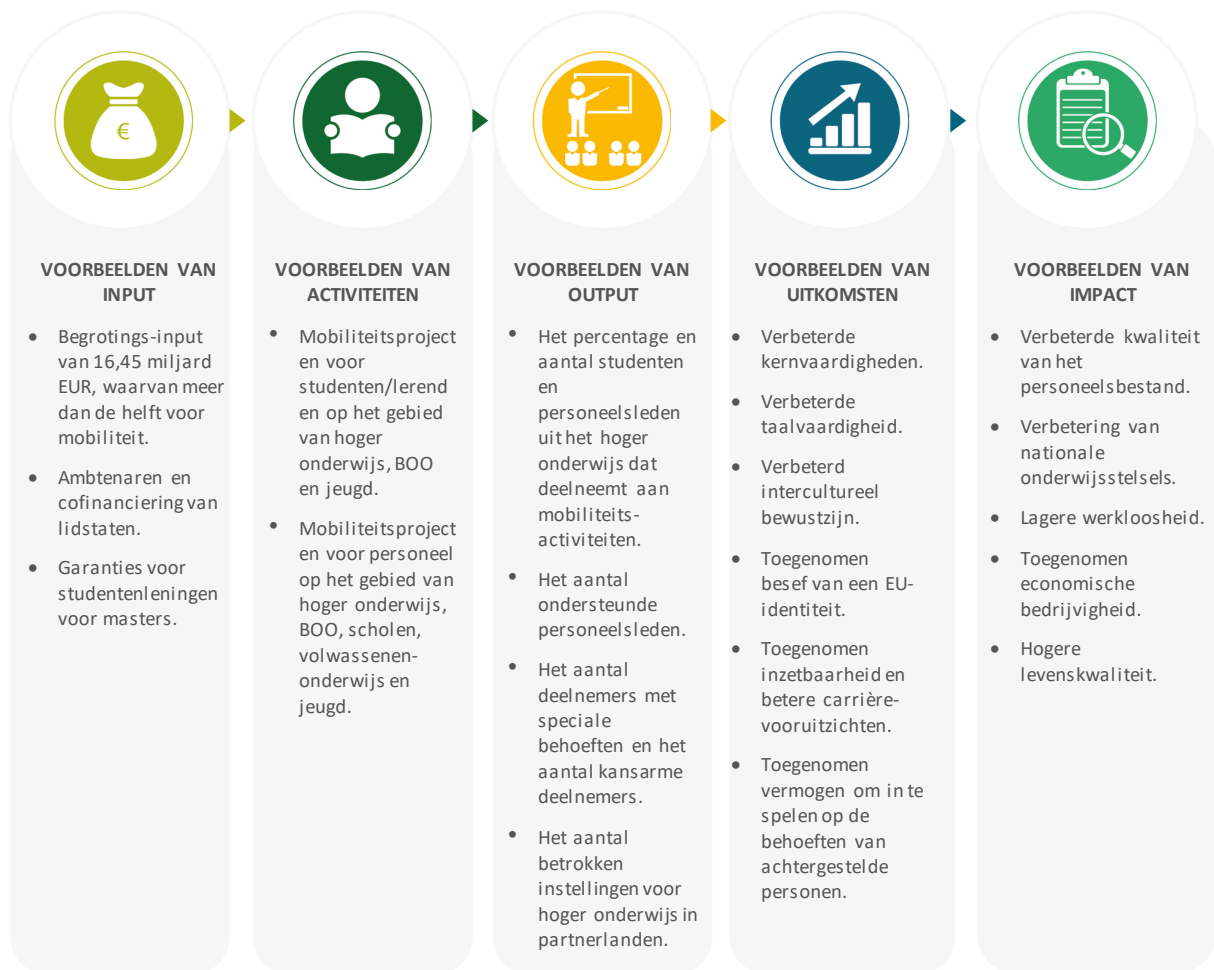 €
VOORBEELDEN VAN
INPUT
• Begrotings-input
van 16,45 miljard
EUR, waarvan meer
dan de helft voor
mobiliteit.
• Ambtenaren en
cofinanciering van
lidstaten.
• Garanties voor
studentenleningen
voor masters.
VOORBEELDEN VAN
ACTIVITEITEN
• Mobiliteitsproject
en voor
studenten/lerend
en op het gebied
van hoger
onderwijs, BOO
en jeugd.
• Mobiliteitsproject
en voor personeel
op het gebied van
hoger onderwijs,
BOO, scholen,
volwassenen-
onderwijs en
jeugd.
VOORBEELDEN VAN
OUTPUT
• Het percentage en
aantal studenten
en
personeelsleden
uit het hoger
onderwijs dat
deelneemt aan
mobiliteits-
activiteiten.
• Het aantal
ondersteunde
personeelsleden.
• Het aantal
deelnemers met
speciale
behoeften en het
aantal kansarme
deelnemers.
• Het aantal
betrokken
instellingen voor
hoger onderwijs in
partnerlanden.
VOORBEELDEN VAN
UITKOMSTEN
• Verbeterde
kernvaardigheden.
• Verbeterde
taalvaardigheid.
• Verbeterd
intercultureel
bewustzijn.
• Toegenomen
besef van een EU-
identiteit.
• Toegenomen
inzetbaarheid en
betere carrière-
vooruitzichten.
• Toegenomen
vermogen om in te
spelen op de
behoeften van
achtergestelde
personen.
VOORBEELDEN VAN
IMPACT
• Verbeterde kwaliteit
van het
personeelsbestand.
• Verbetering van
nationale
onderwijsstelsels.
• Lagere werkloosheid.
• Toegenomen
economische
bedrijvigheid.
• Hogere
levenskwaliteit.